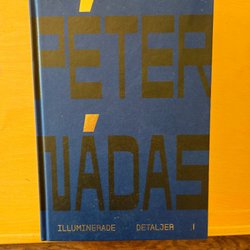 PÉTER
NÁDAS
ILLUMINERADE DETALJER I